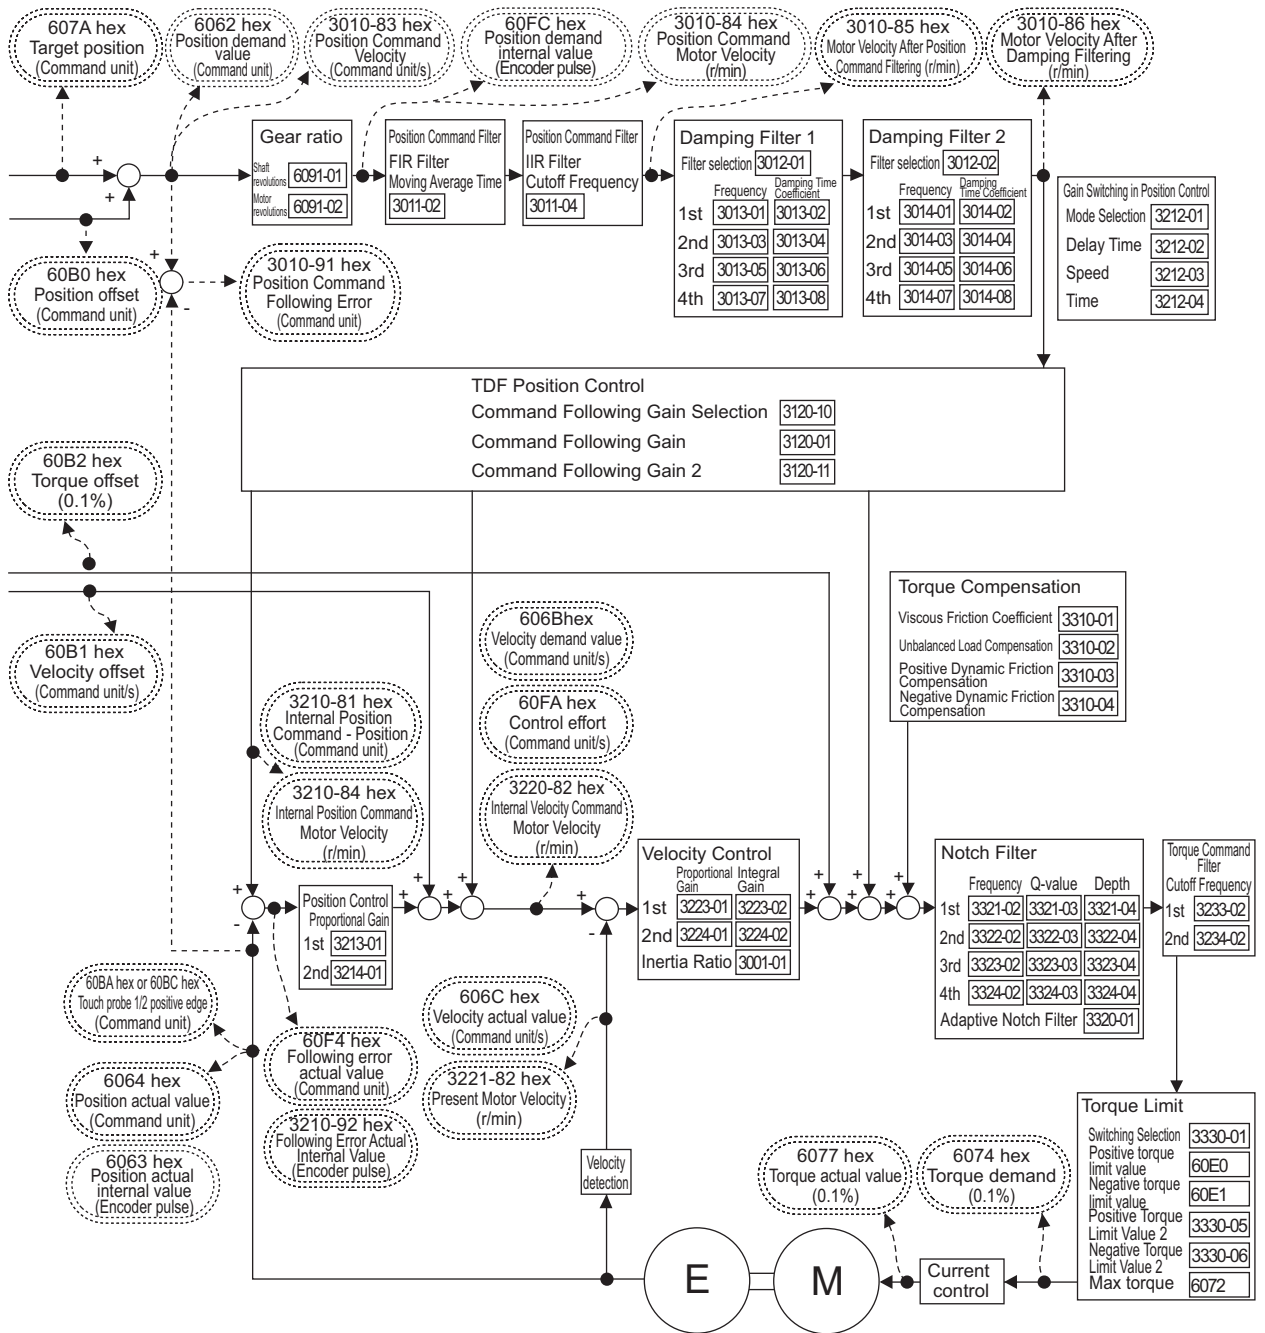 607A hex
Target position
(Command unit)
6062 hex
Position demand
value
(Command unit)
3010-83 hex
Position Command
Velocity
(Command unit/s)
60FC hex
Position demand
internal value
(Encoder pulse)
3010-84 hex
Position Command
Motor Velocity
(r/min)
3010-85 hex
Motor Velocity After Position
Command Filtering (r/min)
3010-86 hex
Motor Velocity After
Damping Filtering
(r/min)
+
+
Gear ratio
Shaft
revolutions
6091-01
Motor
revolutions
6091-02
Position Command Filter
FIR Filter
Moving Average Time
3011-02
Position Command Filter
IIR Filter
Cutoff Frequency
3011-04
Damping Filter 1
Filter selection 3012-01
Frequency Damping Time
Coefficient
1st 3013-01 3013-02
2nd 3013-03 3013-04
3rd 3013-05 3013-06
4th 3013-07 3013-08
Damping Filter 2
Filter selection 3012-02
Frequency Damping
Time Coefficient
1st 3014-01 3014-02
2nd 3014-03 3014-04
3rd 3014-05 3014-06
4th 3014-07 3014-08
Gain Switching in Position Control
Mode Selection 3212-01
Delay Time 3212-02
Speed 3212-03
Time 3212-04
60B0 hex
Position offset
(Command unit)
+
-
3010-91 hex
Position Command
Following Error
(Command unit)
TDF Position Control
Command Following Gain Selection 3120-10
Command Following Gain 3120-01
Command Following Gain 2 3120-11
60B2 hex
Torque offset
(0.1%)
60B1 hex
Velocity offset
(Command unit/s)
606Bhex
Velocity demand value
(Command unit/s)
60FA hex
Control effort
(Command unit/s)
3220-82 hex
Internal Velocity Command
Motor Velocity
(r/min)
Torque Compensation
Viscous Friction Coefficient 3310-01
Unbalanced Load Compensation 3310-02
Positive Dynamic Friction
Compensation 3310-03
Negative Dynamic Friction
Compensation 3310-04
3210-81 hex
Internal Position
Command - Position
(Command unit)
3210-84 hex
Internal Position Command
Motor Velocity
(r/min)
+
-
Position Control
Proportional Gain
1st 3213-01
2nd 3214-01
+
+
+
+
+
-
Velocity Control
Proportional
Gain
Integral
Gain
1st 3223-01 3223-02
2nd 3224-01 3224-02
Inertia Ratio 3001-01
+
+
+
+
+
+
Notch Filter
Frequency Q-value Depth
1st 3321-02 3321-03 3321-04
2nd 3322-02 3322-03 3322-04
3rd 3323-02 3323-03 3323-04
4th 3324-02 3324-03 3324-04
Adaptive Notch Filter 3320-01
Torque Command
Filter
Cutoff Frequency
1st 3233-02
2nd 3234-02
60BA hex or 60BC hex
Touch probe 1/2 positive edge
(Command unit)
6064 hex
Position actual value
(Command unit)
6063 hex
Position actual
internal value
(Encoder pulse)
60F4 hex
Following error
actual value
(Command unit)
3210-92 hex
Following Error Actual
Internal Value
(Encoder pulse)
606C hex
Velocity actual value
(Command unit/s)
3221-82 hex
Present Motor Velocity
(r/min)
Velocity
detection
6077 hex
Torque actual value
(0.1%)
6074 hex
Torque demand
(0.1%)
Torque Limit
Switching Selection 3330-01
Positive torque
limit value 60E0
Negative torque
limit value 60E1
Positive Torque
Limit Value 2 3330-05
Negative Torque
Limit Value 2 3330-06
Max torque 6072
E
M
Current
control